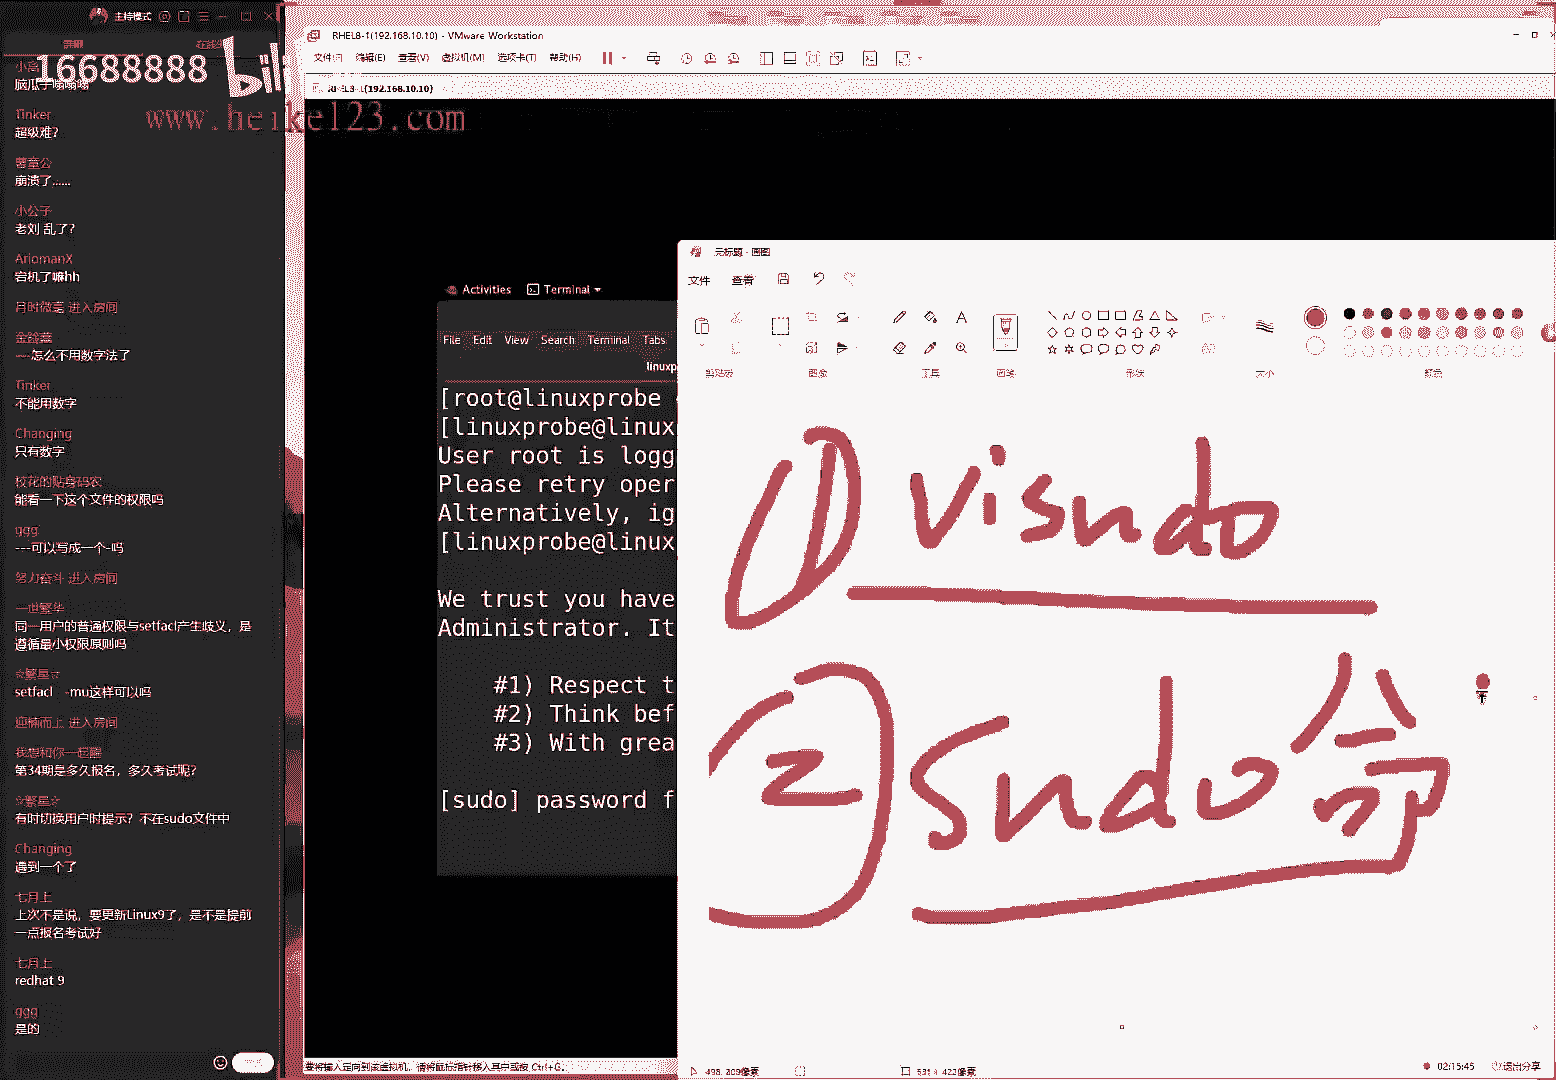 主持模式
16688888 bili
脑瓜子嗡嗡嗡
www.heike123.com
Tinker
超级难?
薯童公
崩溃了......
小公子
老刘 乱了?
AriomanX
宕机了嘛hh
月时微毫 进入房间
金铃燕
---怎么不用数字法了
Tinker
不能用数字
Changing
只有数字
校花的贴弯码农
能看一下这个文件的权限吗
ggg
---可以写成一个-吗
努力奋斗 进入房间
一世繁华
同一用户的普通权限与setfacl产生歧义，是
遵循最小权限原则吗
☆繁星☆
setfacl -mu这样可以吗
迎楠而上 进入房间
我想和你一起醒
第34期是多久报名，多久考试呢?
☆繁星☆
有时切换用户时提示? 不在sudo文件中
Changing
遇到一个了
七月上
上次不是说，要更新Linux9了，是不是提前
一点报名考试好
七月上
redhat 9
ggg
是的
RHEL8-1(192.168.10.10) - VMware Workstation
文件(F) 编辑(E) 查看(V) 虚拟机(M) 选项卡(T) 帮助(H)
RHEL8-1(192.168.10.10)
Activities Terminal
File Edit View Search Terminal Tabs
linuxp
[root@linuxprobe
[linuxprobe@linux
User root is logg
Please retry oper
Alternatively, ig
[linuxprobe@linux
We trust you have
Administrator. It
#1) Respect t
#2) Think bef
#3) With grea
[sudo] password f
无标题 - 画图
文件 查看
剪贴板 图像 工具 画笔 形状 大小 颜色
① visudo
② sudo命
要将输入定向到该虚拟机，请将鼠标指针移入其中或按 Ctrl+G。
498, 209像素 531 × 422像素
02:15:45 退出分享